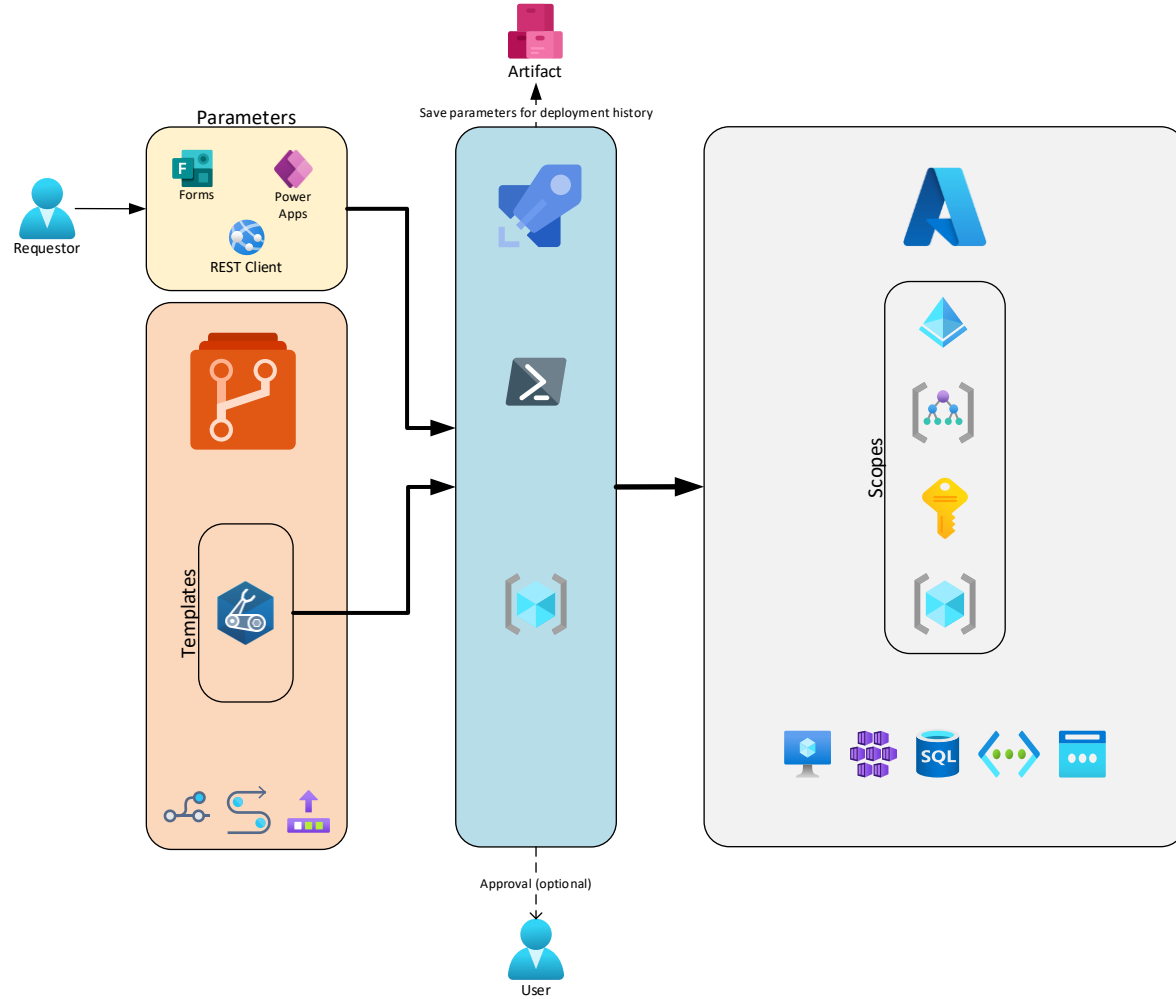 Artifact
Save parameters for deployment history
Parameters
F
Forms
Power
Apps
REST Client
Requestor
Templates
Scopes
SQL
Approval (optional)
User